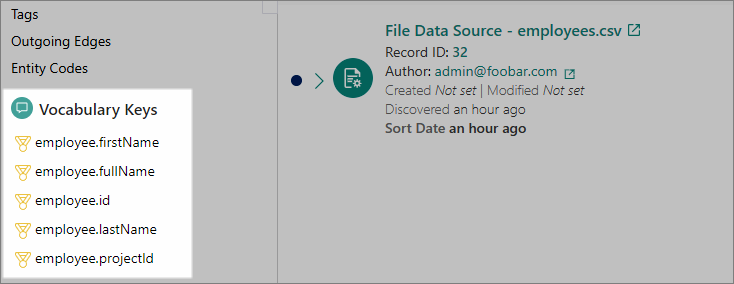 Tags
Outgoing Edges
Entity Codes
Vocabulary Keys
employee.firstName
employee.fullName
employee.id
employee.lastName
employee.projectId
File Data Source - employees.csv
Record ID: 32
Author: admin@foobar.com
Created Not set | Modified Not set
Discovered an hour ago
Sort Date an hour ago